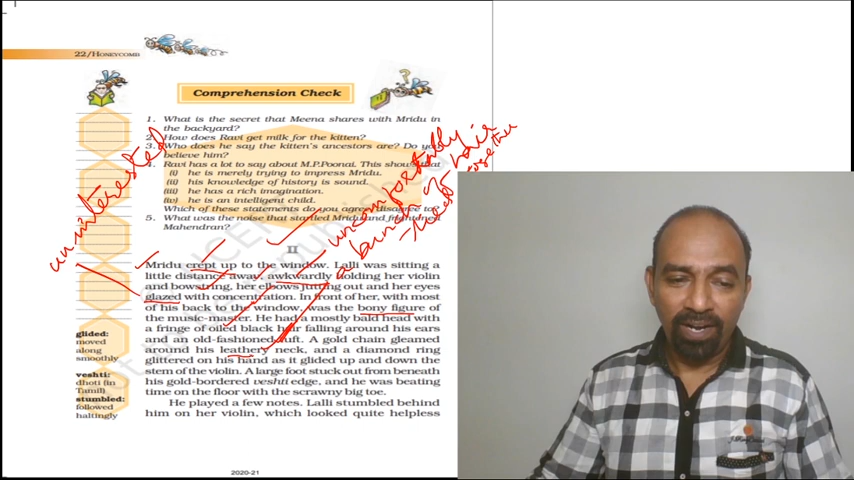 22/HONEYCOMB
Comprehension Check
1. What is the secret that Meena shares with Mridu in
the backyard?
2. How does Ravi get milk for the kitten?
3. Who does he say the kitten's ancestors are? Do you
believe him?
4. Ravi has a lot to say about M.P.Poonai. This shows that
(i) he is merely trying to impress Mridu.
(ii) his knowledge of history is sound.
(iii) he has a rich imagination.
(iv) he is an intelligent child.
Which of these statements do you agree/disagree to?
5. What was the noise that startled Mridu and frightened
Mahendran?
uninterested
uncomfortably
a bunch of hair
together
II
Mridu crept up to the window. Lalli was sitting a
little distance away, awkwardly holding her violin
and bowstring, her elbows jutting out and her eyes
glazed with concentration. In front of her, with most
of his back to the window, was the bony figure of
the music-master. He had a mostly bald head with
a fringe of oiled black hair falling around his ears
and an old-fashioned tuft. A gold chain gleamed
around his leathery neck, and a diamond ring
glittered on his hand as it glided up and down the
stem of the violin. A large foot stuck out from beneath
his gold-bordered veshti edge, and he was beating
time on the floor with the scrawny big toe.
He played a few notes. Lalli stumbled behind
him on her violin, which looked quite helpless
glided:
moved
along
smoothly
veshti:
dhoti (in
Tamil)
stumbled:
followed
haltingly
2020-21